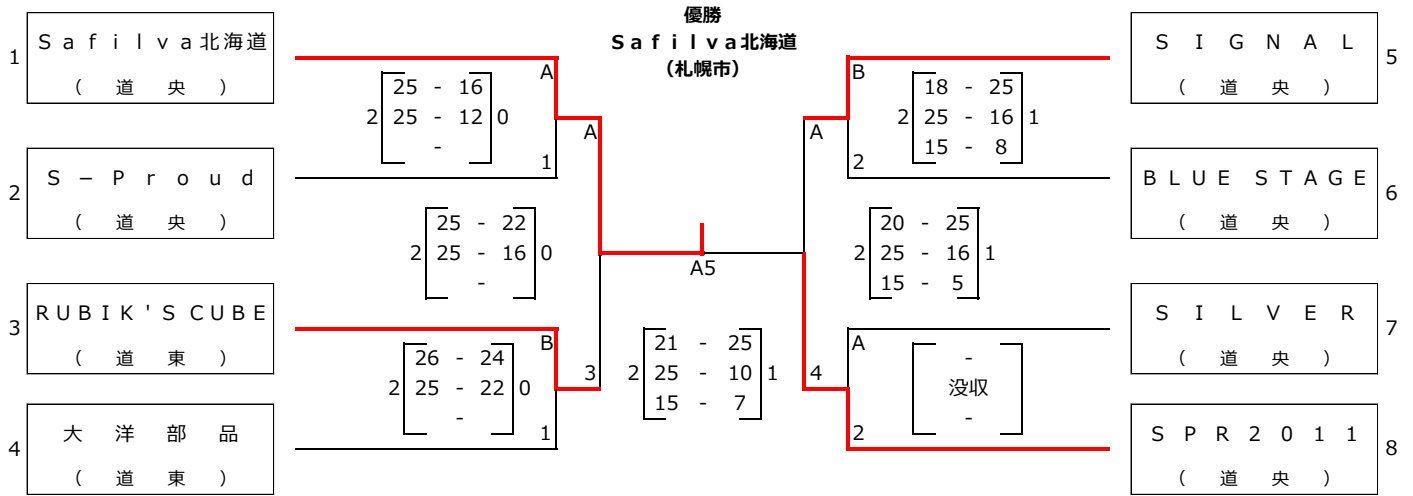 優勝
Ｓａｆｉｌｖａ北海道
（札幌市）
1
Ｓａｆｉｌｖａ北海道
（　道　央　）
A
25 - 16
2 25 - 12 0
-
1
A
2
Ｓ－Ｐｒｏｕｄ
（　道　央　）
25 - 22
2 25 - 16 0
-
3
ＲＵＢＩＫ＇ＳＣＵＢＥ
（　道　東　）
B
26 - 24
2 25 - 22 0
-
1
3
4
大　洋　部　品
（　道　東　）
A5
21 - 25
2 25 - 10 1
15 - 7
ＳＩＧＮＡＬ
（　道　央　）
5
B
18 - 25
2 25 - 16 1
15 - 8
2
A
ＢＬＵＥ ＳＴＡＧＥ
（　道　央　）
6
20 - 25
2 25 - 16 1
15 - 5
ＳＩＬＶＥＲ
（　道　央　）
7
A
-
没収
-
2
4
ＳＰＲ２０１１
（　道　央　）
8